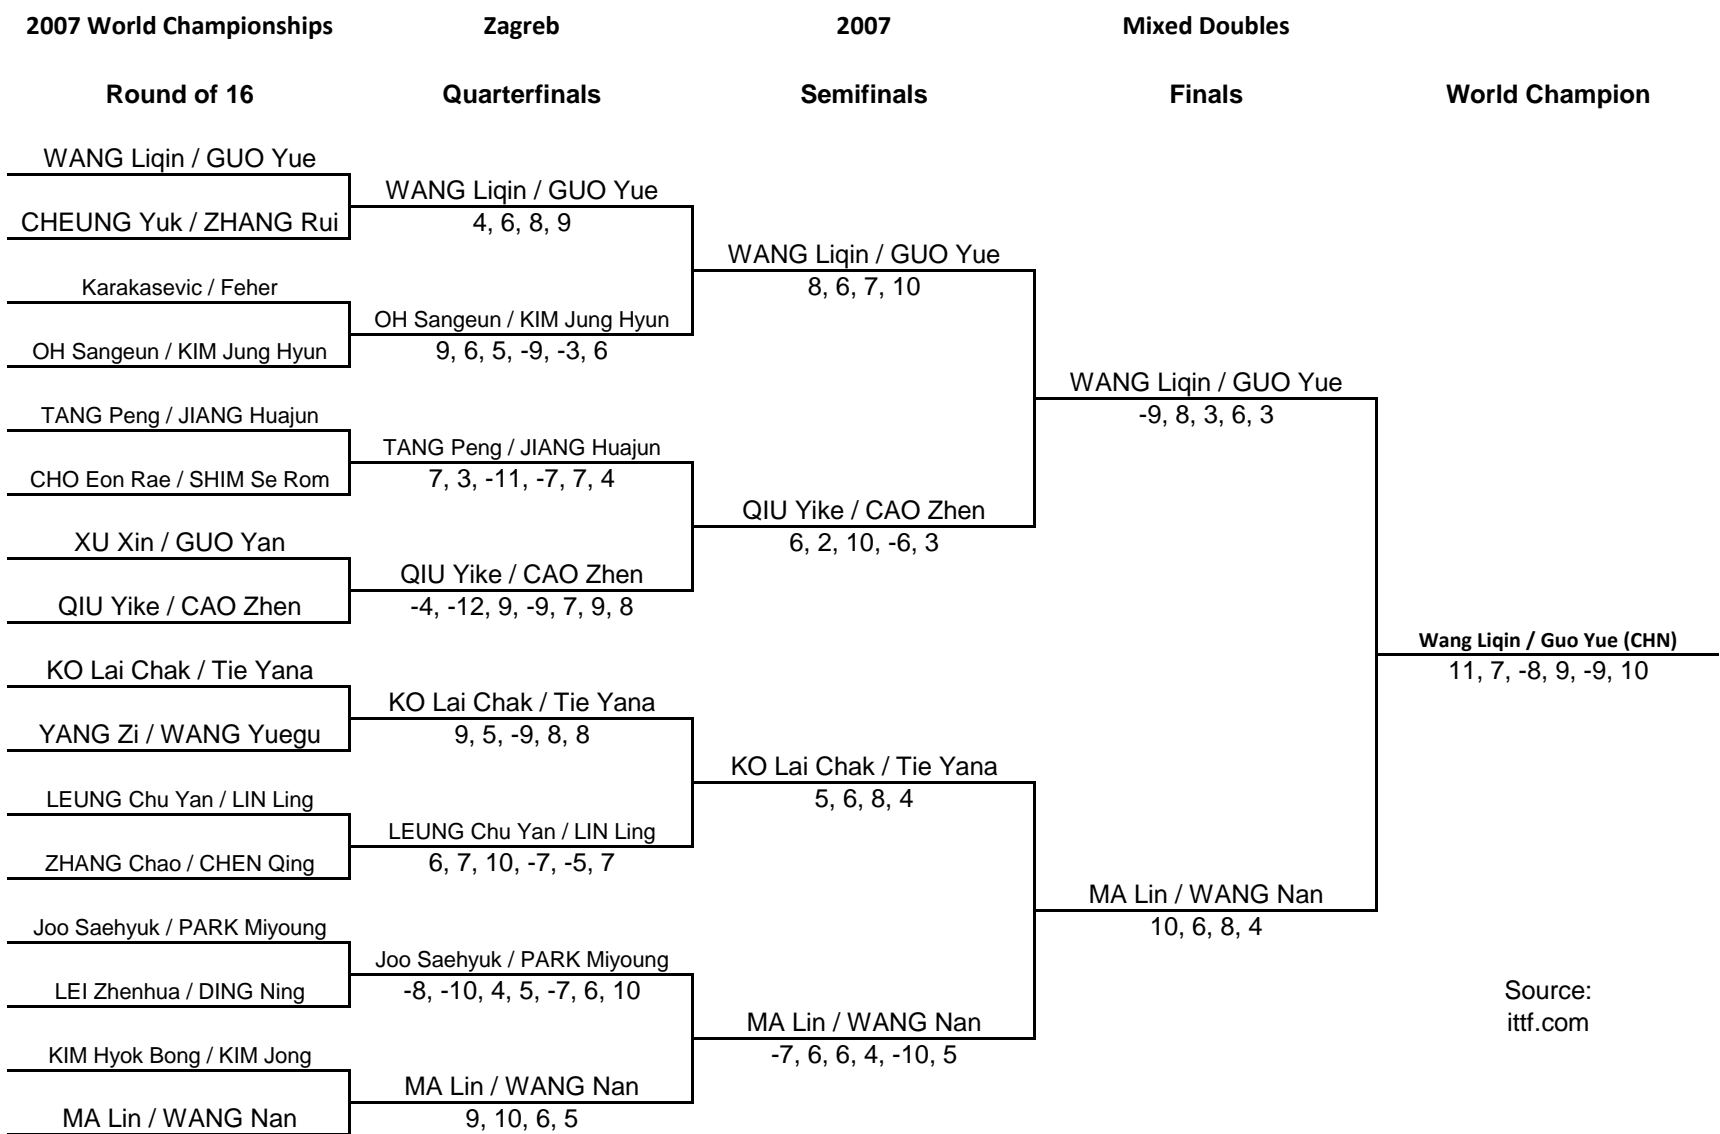 2007 World Championships Zagreb 2007 Mixed Doubles
Round of 16 Quarterfinals Semifinals Finals World Champion
WANG Liqin / GUO Yue
WANG Liqin / GUO Yue
CHEUNG Yuk / ZHANG Rui
4, 6, 8, 9
WANG Liqin / GUO Yue
Karakasevic / Feher
8, 6, 7, 10
OH Sangeun / KIM Jung Hyun
OH Sangeun / KIM Jung Hyun
9, 6, 5, -9, -3, 6
WANG Liqin / GUO Yue
TANG Peng / JIANG Huajun
-9, 8, 3, 6, 3
TANG Peng / JIANG Huajun
CHO Eon Rae / SHIM Se Rom
7, 3, -11, -7, 7, 4
QIU Yike / CAO Zhen
XU Xin / GUO Yan
6, 2, 10, -6, 3
QIU Yike / CAO Zhen
QIU Yike / CAO Zhen
-4, -12, 9, -9, 7, 9, 8
Wang Liqin / Guo Yue (CHN)
KO Lai Chak / Tie Yana
11, 7, -8, 9, -9, 10
KO Lai Chak / Tie Yana
YANG Zi / WANG Yuegu
9, 5, -9, 8, 8
KO Lai Chak / Tie Yana
LEUNG Chu Yan / LIN Ling
5, 6, 8, 4
LEUNG Chu Yan / LIN Ling
ZHANG Chao / CHEN Qing
6, 7, 10, -7, -5, 7
MA Lin / WANG Nan
Joo Saehyuk / PARK Miyoung
10, 6, 8, 4
Joo Saehyuk / PARK Miyoung
LEI Zhenhua / DING Ning
-8, -10, 4, 5, -7, 6, 10
Source:
MA Lin / WANG Nan
ittf.com
KIM Hyok Bong / KIM Jong
-7, 6, 6, 4, -10, 5
MA Lin / WANG Nan
MA Lin / WANG Nan
9, 10, 6, 5